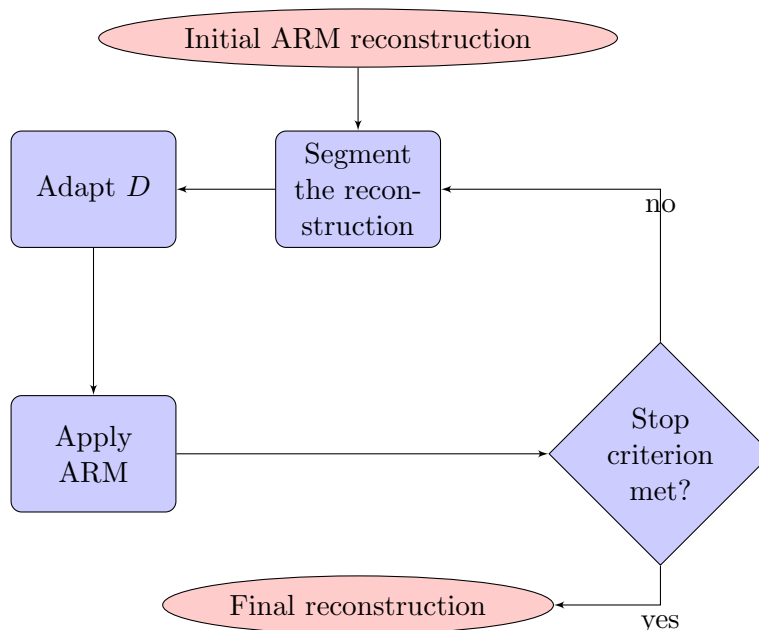 Initial ARM reconstruction
Adapt D
Segment
the recon-
struction
no
Apply
ARM
Stop
criterion
met?
Final reconstruction
yes